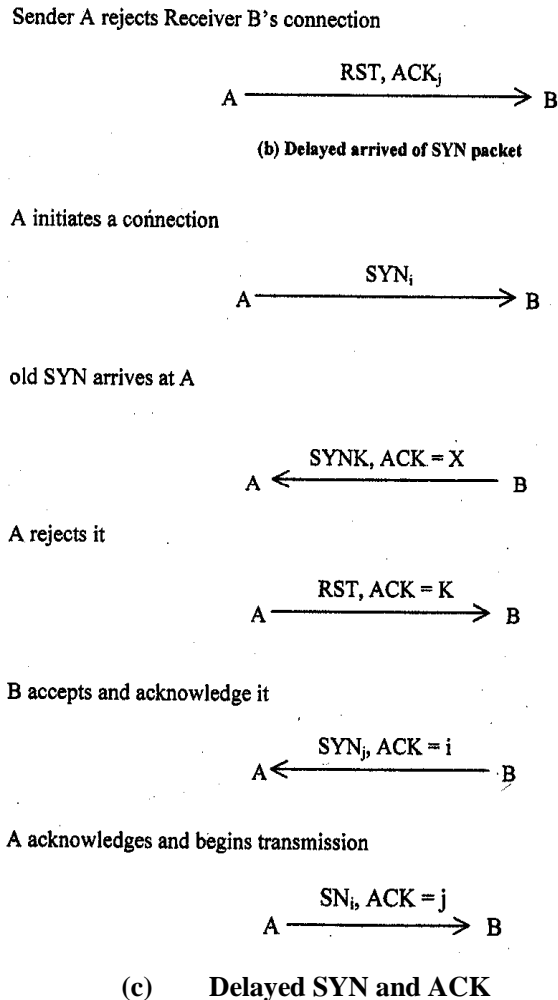 Sender A rejects Receiver B's connection
RST, ACKⱼ
A B
(b) Delayed arrived of SYN packet
A initiates a connection
SYNᵢ
A B
old SYN arrives at A
SYNK, ACK = X
A B
A rejects it
RST, ACK = K
A B
B accepts and acknowledge it
SYNⱼ, ACK = i
A B
A acknowledges and begins transmission
SNᵢ, ACK = j
A B
(c) Delayed SYN and ACK